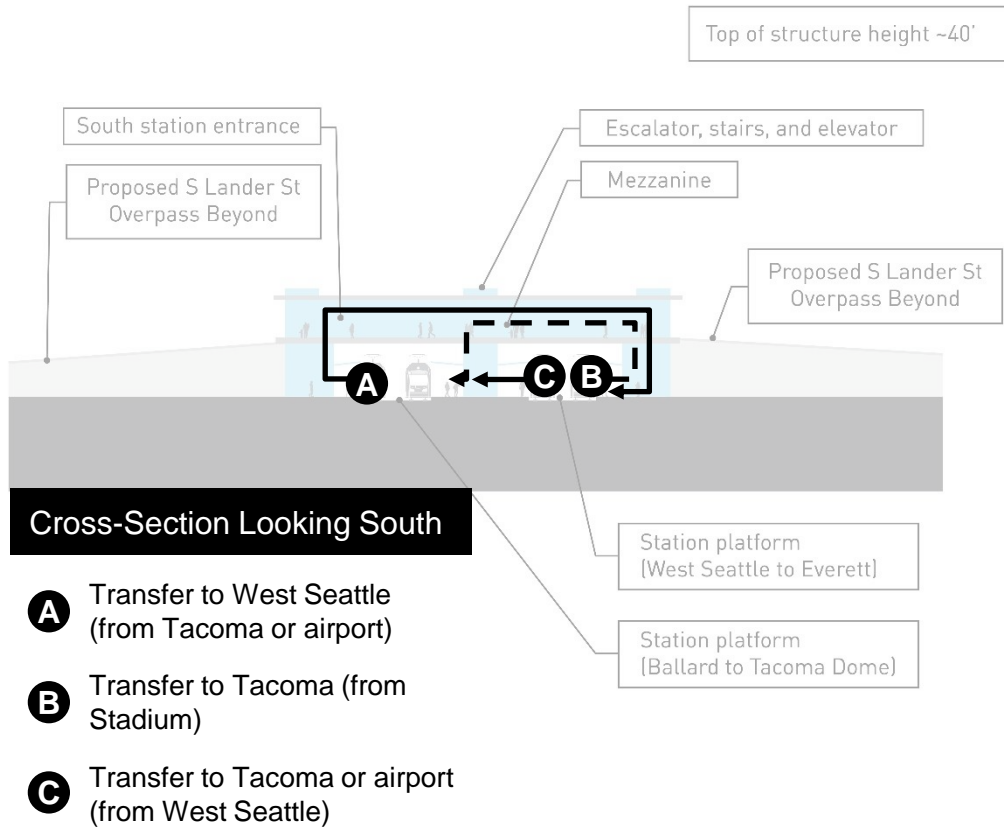 Top of structure height ~40'
South station entrance
Escalator, stairs, and elevator
Proposed S Lander St
Overpass Beyond
Mezzanine
Proposed S Lander St
Overpass Beyond
A
C
B
Cross-Section Looking South
Station platform
(West Seattle to Everett)
Station platform
(Ballard to Tacoma Dome)
A
Transfer to West Seattle
(from Tacoma or airport)
B
Transfer to Tacoma (from
Stadium)
C
Transfer to Tacoma or airport
(from West Seattle)